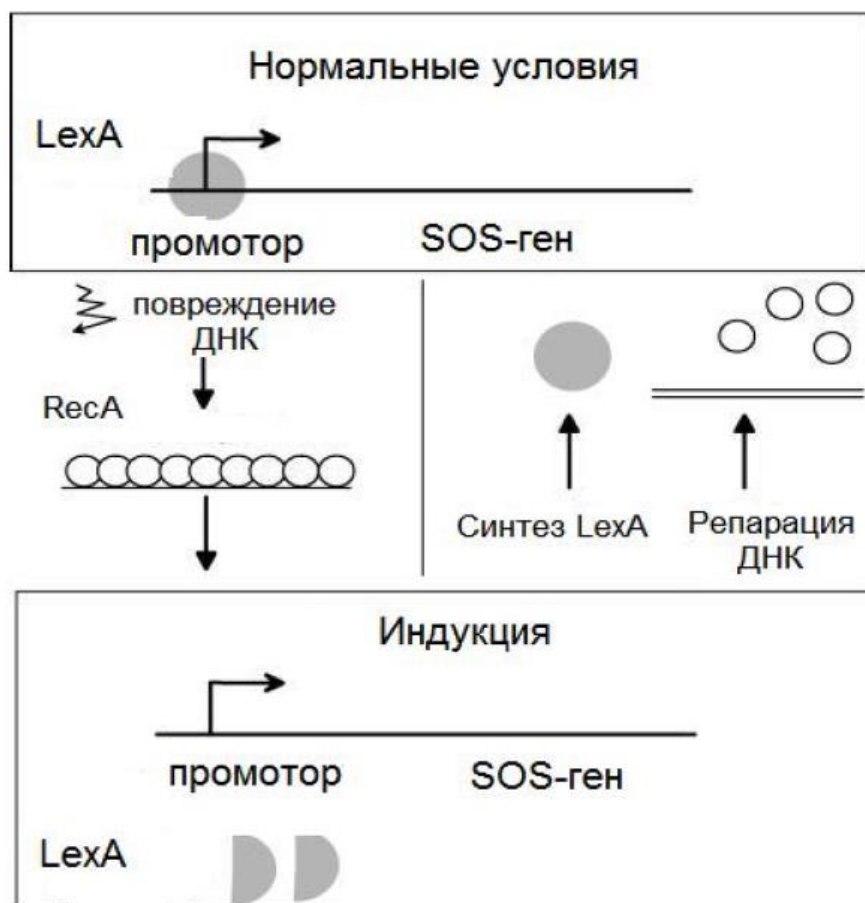 Нормальные условия
LexA
промотор SOS-ген
повреждение
ДНК
RecA
Синтез LexA
Репарация
ДНК
Индукция
промотор SOS-ген
LexA